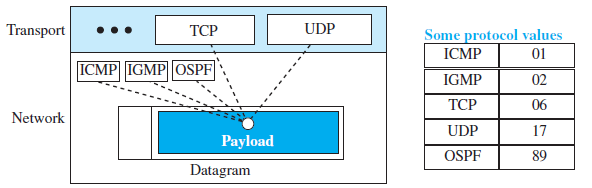 Transport
● ● ●
TCP
UDP
ICMP IGMP OSPF
Network
Payload
Datagram
Some protocol values
ICMP 01
IGMP 02
TCP 06
UDP 17
OSPF 89